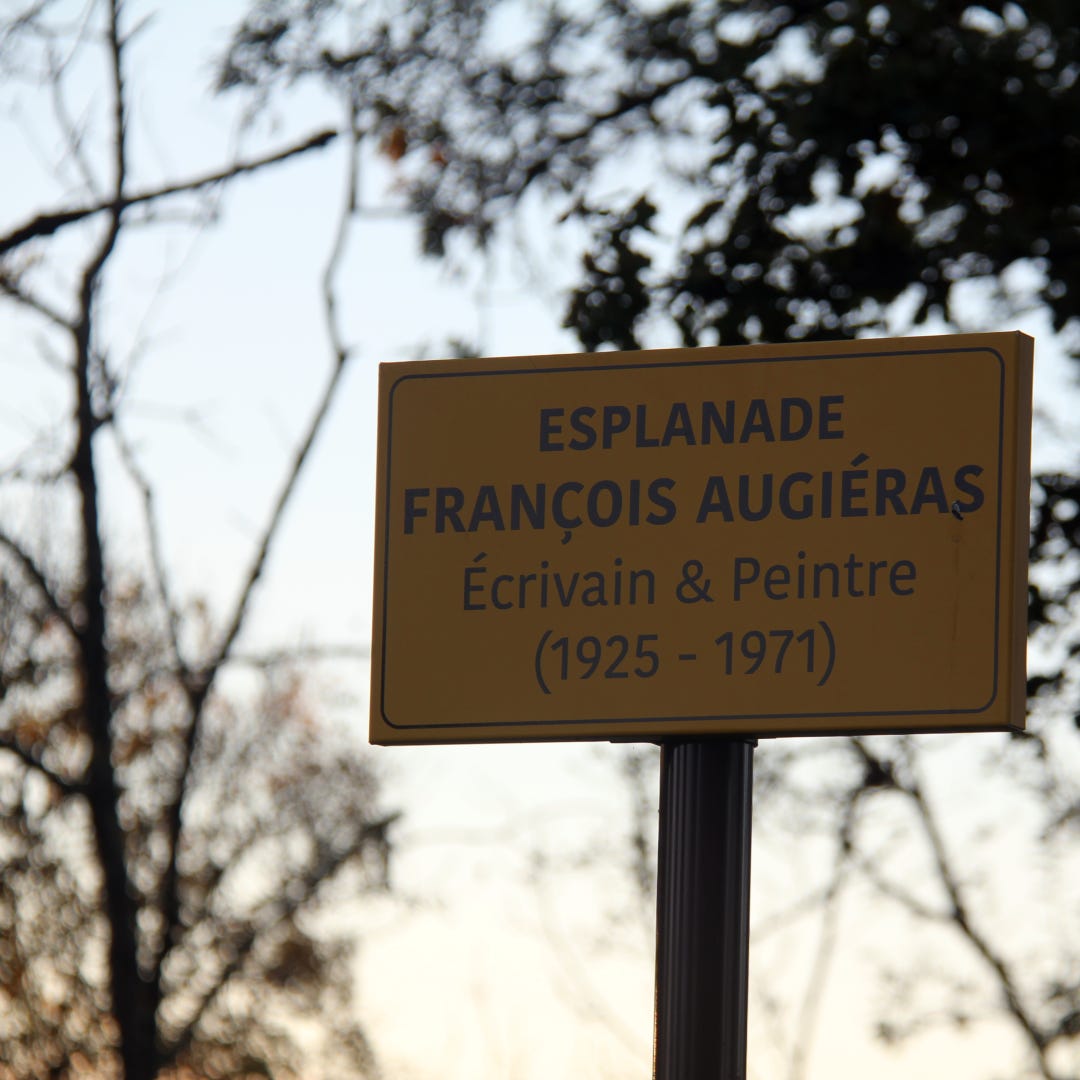 ESPLANADE
FRANÇOIS AUGIÉRAS
Écrivain & Peintre
(1925 - 1971)